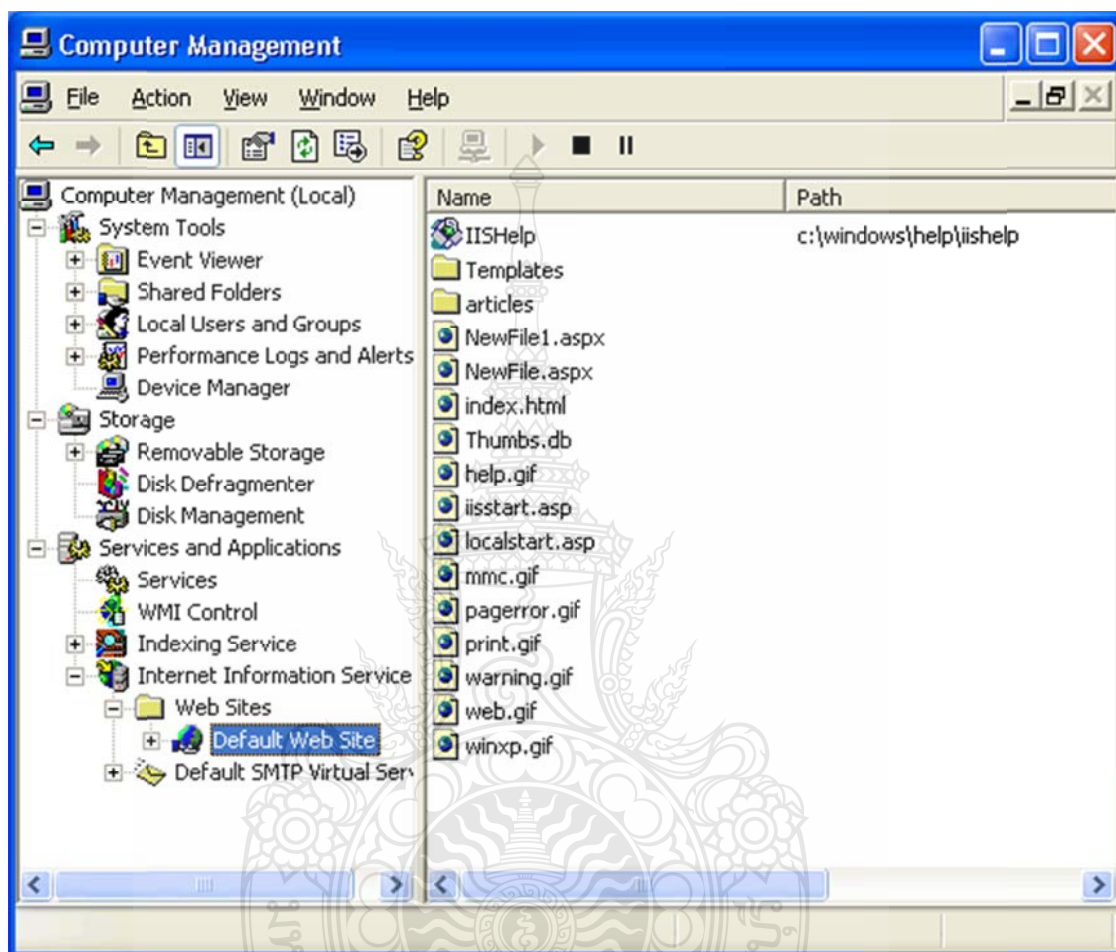 Computer Management
File Action View Window Help
Computer Management (Local)
System Tools
Event Viewer
Shared Folders
Local Users and Groups
Performance Logs and Alerts
Device Manager
Storage
Removable Storage
Disk Defragmenter
Disk Management
Services and Applications
Services
WMI Control
Indexing Service
Internet Information Service
Web Sites
Default Web Site
Default SMTP Virtual Serv
Name Path
IISHelp c:\windows\help\iishelp
Templates
articles
NewFile1.aspx
NewFile.aspx
index.html
Thumbs.db
help.gif
iisstart.asp
localstart.asp
mmc.gif
pagerror.gif
print.gif
warning.gif
web.gif
winxp.gif